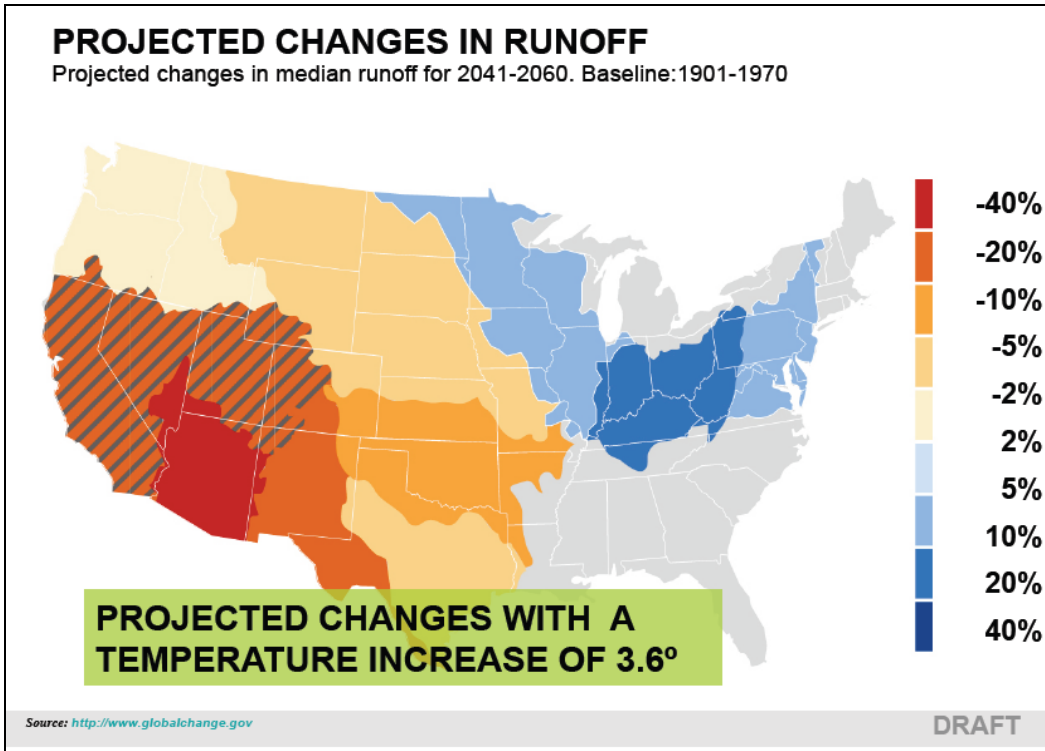 PROJECTED CHANGES IN RUNOFF
Projected changes in median runoff for 2041-2060. Baseline:1901-1970
-40%
-20%
-10%
-5%
-2%
2%
5%
10%
20%
40%
PROJECTED CHANGES WITH A
TEMPERATURE INCREASE OF 3.6º
Source: http://www.globalchange.gov
DRAFT